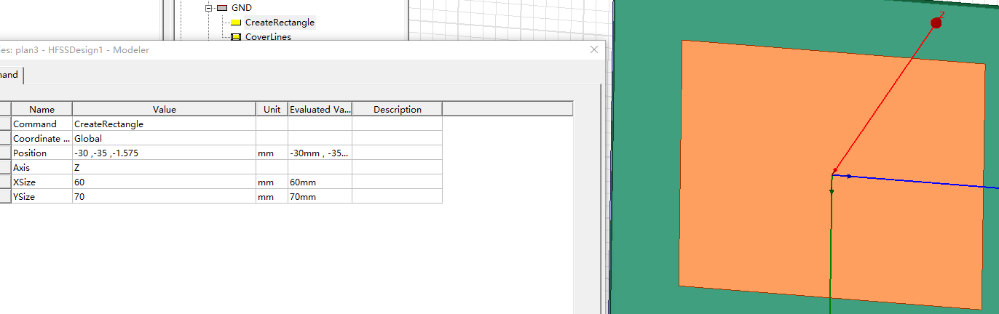 GND
CreateRectangle
CoverLines
ies: plan3 - HFSSDesign1 - Modeler
nand
Name Value Unit Evaluated Va... Description
Command CreateRectangle
Coordinate ... Global
Position -30 ,-35 ,-1.575 mm -30mm , -35...
Axis Z
XSize 60 mm 60mm
YSize 70 mm 70mm
Z